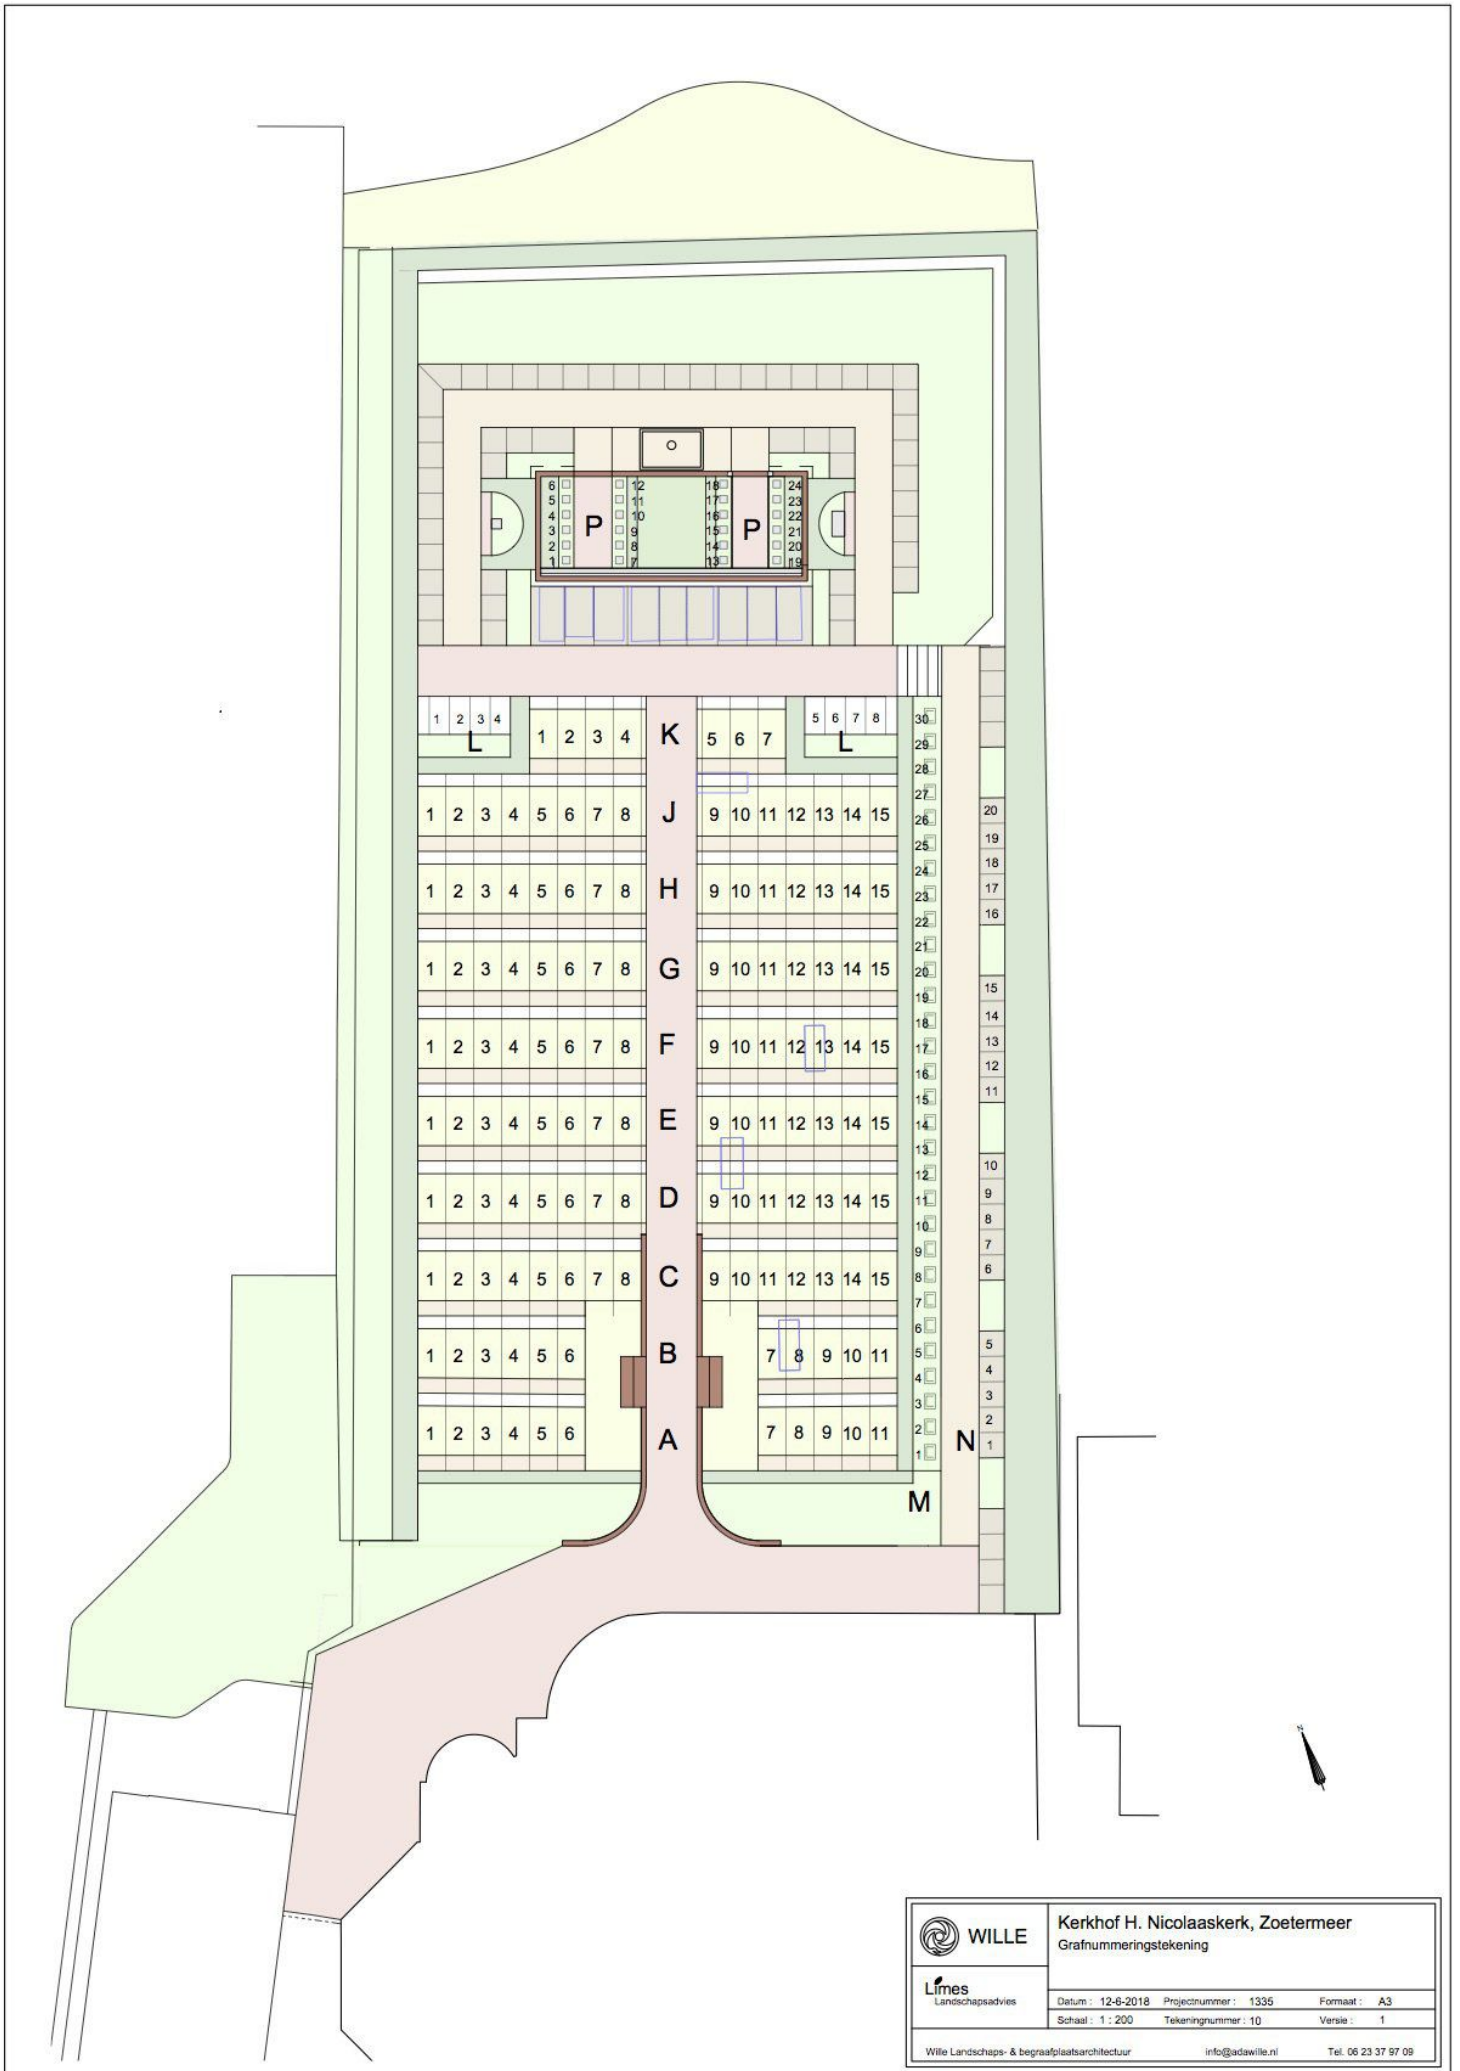 6 12 18 24
5 11 17 23
4 P 10 16 P 22
3 9 15 21
2 8 14 20
1 7 13 19
1 2 3 4 L
1 2 3 4 K 5 6 7
5 6 7 8 L
1 2 3 4 5 6 7 8 J 9 10 11 12 13 14 15
1 2 3 4 5 6 7 8 H 9 10 11 12 13 14 15
1 2 3 4 5 6 7 8 G 9 10 11 12 13 14 15
1 2 3 4 5 6 7 8 F 9 10 11 12 13 14 15
1 2 3 4 5 6 7 8 E 9 10 11 12 13 14 15
1 2 3 4 5 6 7 8 D 9 10 11 12 13 14 15
1 2 3 4 5 6 7 8 C 9 10 11 12 13 14 15
1 2 3 4 5 6 B 7 8 9 10 11
1 2 3 4 5 6 A 7 8 9 10 11
30
29
28
27
26
25
24
23
22
21
20
19
18
17
16
15
14
13
12
11
10
9
8
7
6
5
4
3
2
1
M
20
19
18
17
16
15
14
13
12
11
10
9
8
7
6
5
4
3
2
1
N
N
WILLE
Limes
Landschapsadvies
Kerkhof H. Nicolaaskerk, Zoetermeer
Grafnummeringstekening
Datum : 12-6-2018 Projectnummer : 1335 Formaat : A3
Schaal : 1 : 200 Tekeningnummer : 10 Versie : 1
Wille Landschaps- & begraafplaatsarchitectuur info@adawille.nl Tel. 06 23 37 97 09